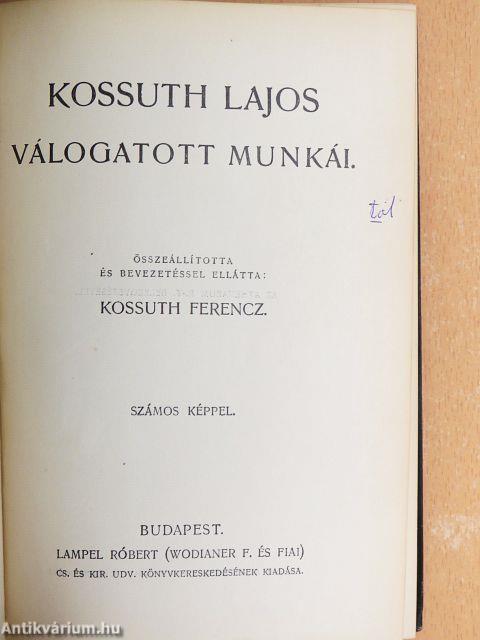 KOSSUTH LAJOS
VÁLOGATOTT MUNKÁI.
tól
ÖSSZEÁLLÍTOTTA
ÉS BEVEZETÉSSEL ELLÁTTA:
KOSSUTH FERENCZ.
SZÁMOS KÉPPEL.
BUDAPEST.
LAMPEL RÓBERT (WODIANER F. ÉS FIAI)
CS. ÉS KIR. UDV. KÖNYVKERESKEDÉSÉNEK KIADÁSA.
Antikvárium.hu